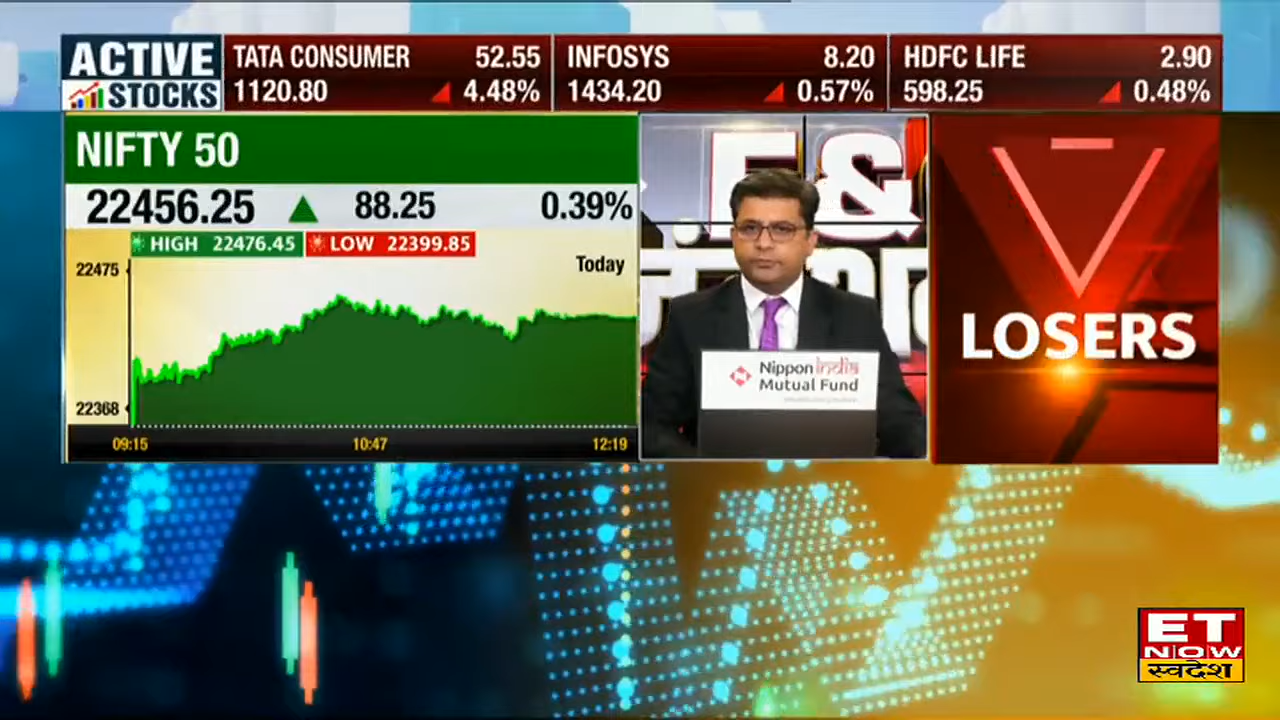 ACTIVE
STOCKS
TATA CONSUMER 52.55
1120.80 4.48%
INFOSYS 8.20
1434.20 0.57%
HDFC LIFE 2.90
598.25 0.48%
NIFTY 50
22456.25 88.25 0.39%
HIGH 22476.45 LOW 22399.85
Today
22475
22368
09:15 10:47 12:19
F&
Nippon india
Mutual Fund
LOSERS
ET
NOW
स्वदेश